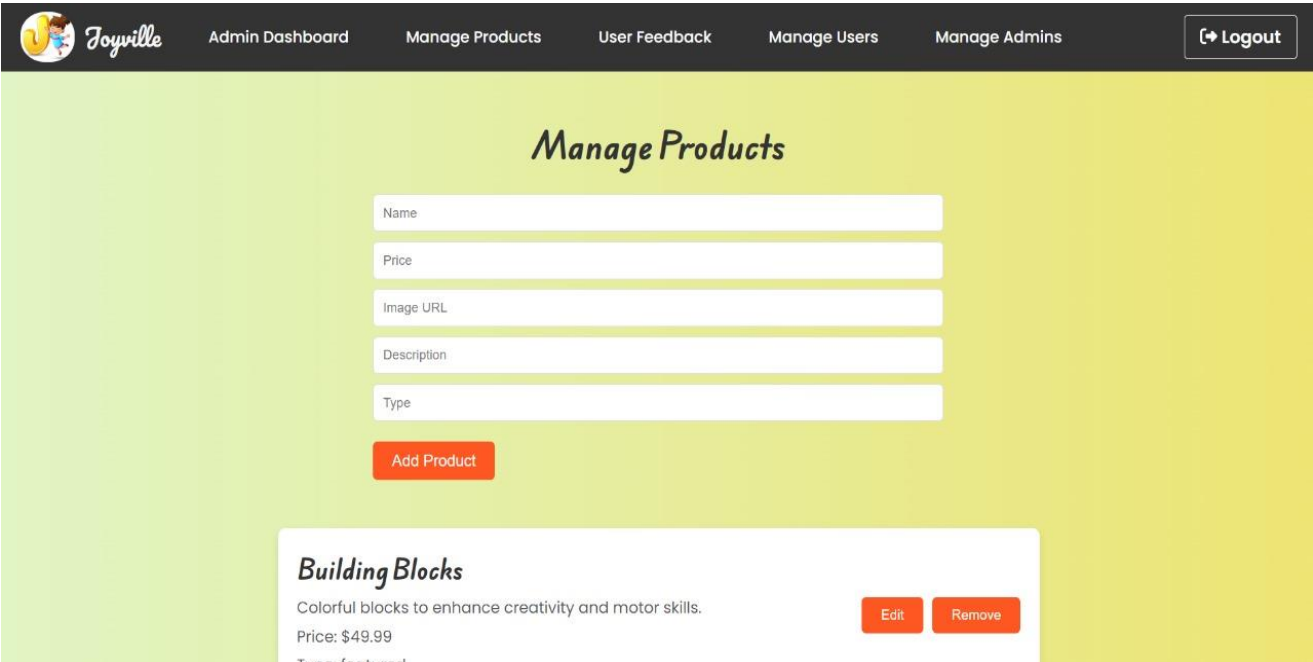 Joyville Admin Dashboard Manage Products User Feedback Manage Users Manage Admins Logout
Manage Products
Name
Price
Image URL
Description
Type
Add Product
Building Blocks
Colorful blocks to enhance creativity and motor skills.
Edit Remove
Price: $49.99